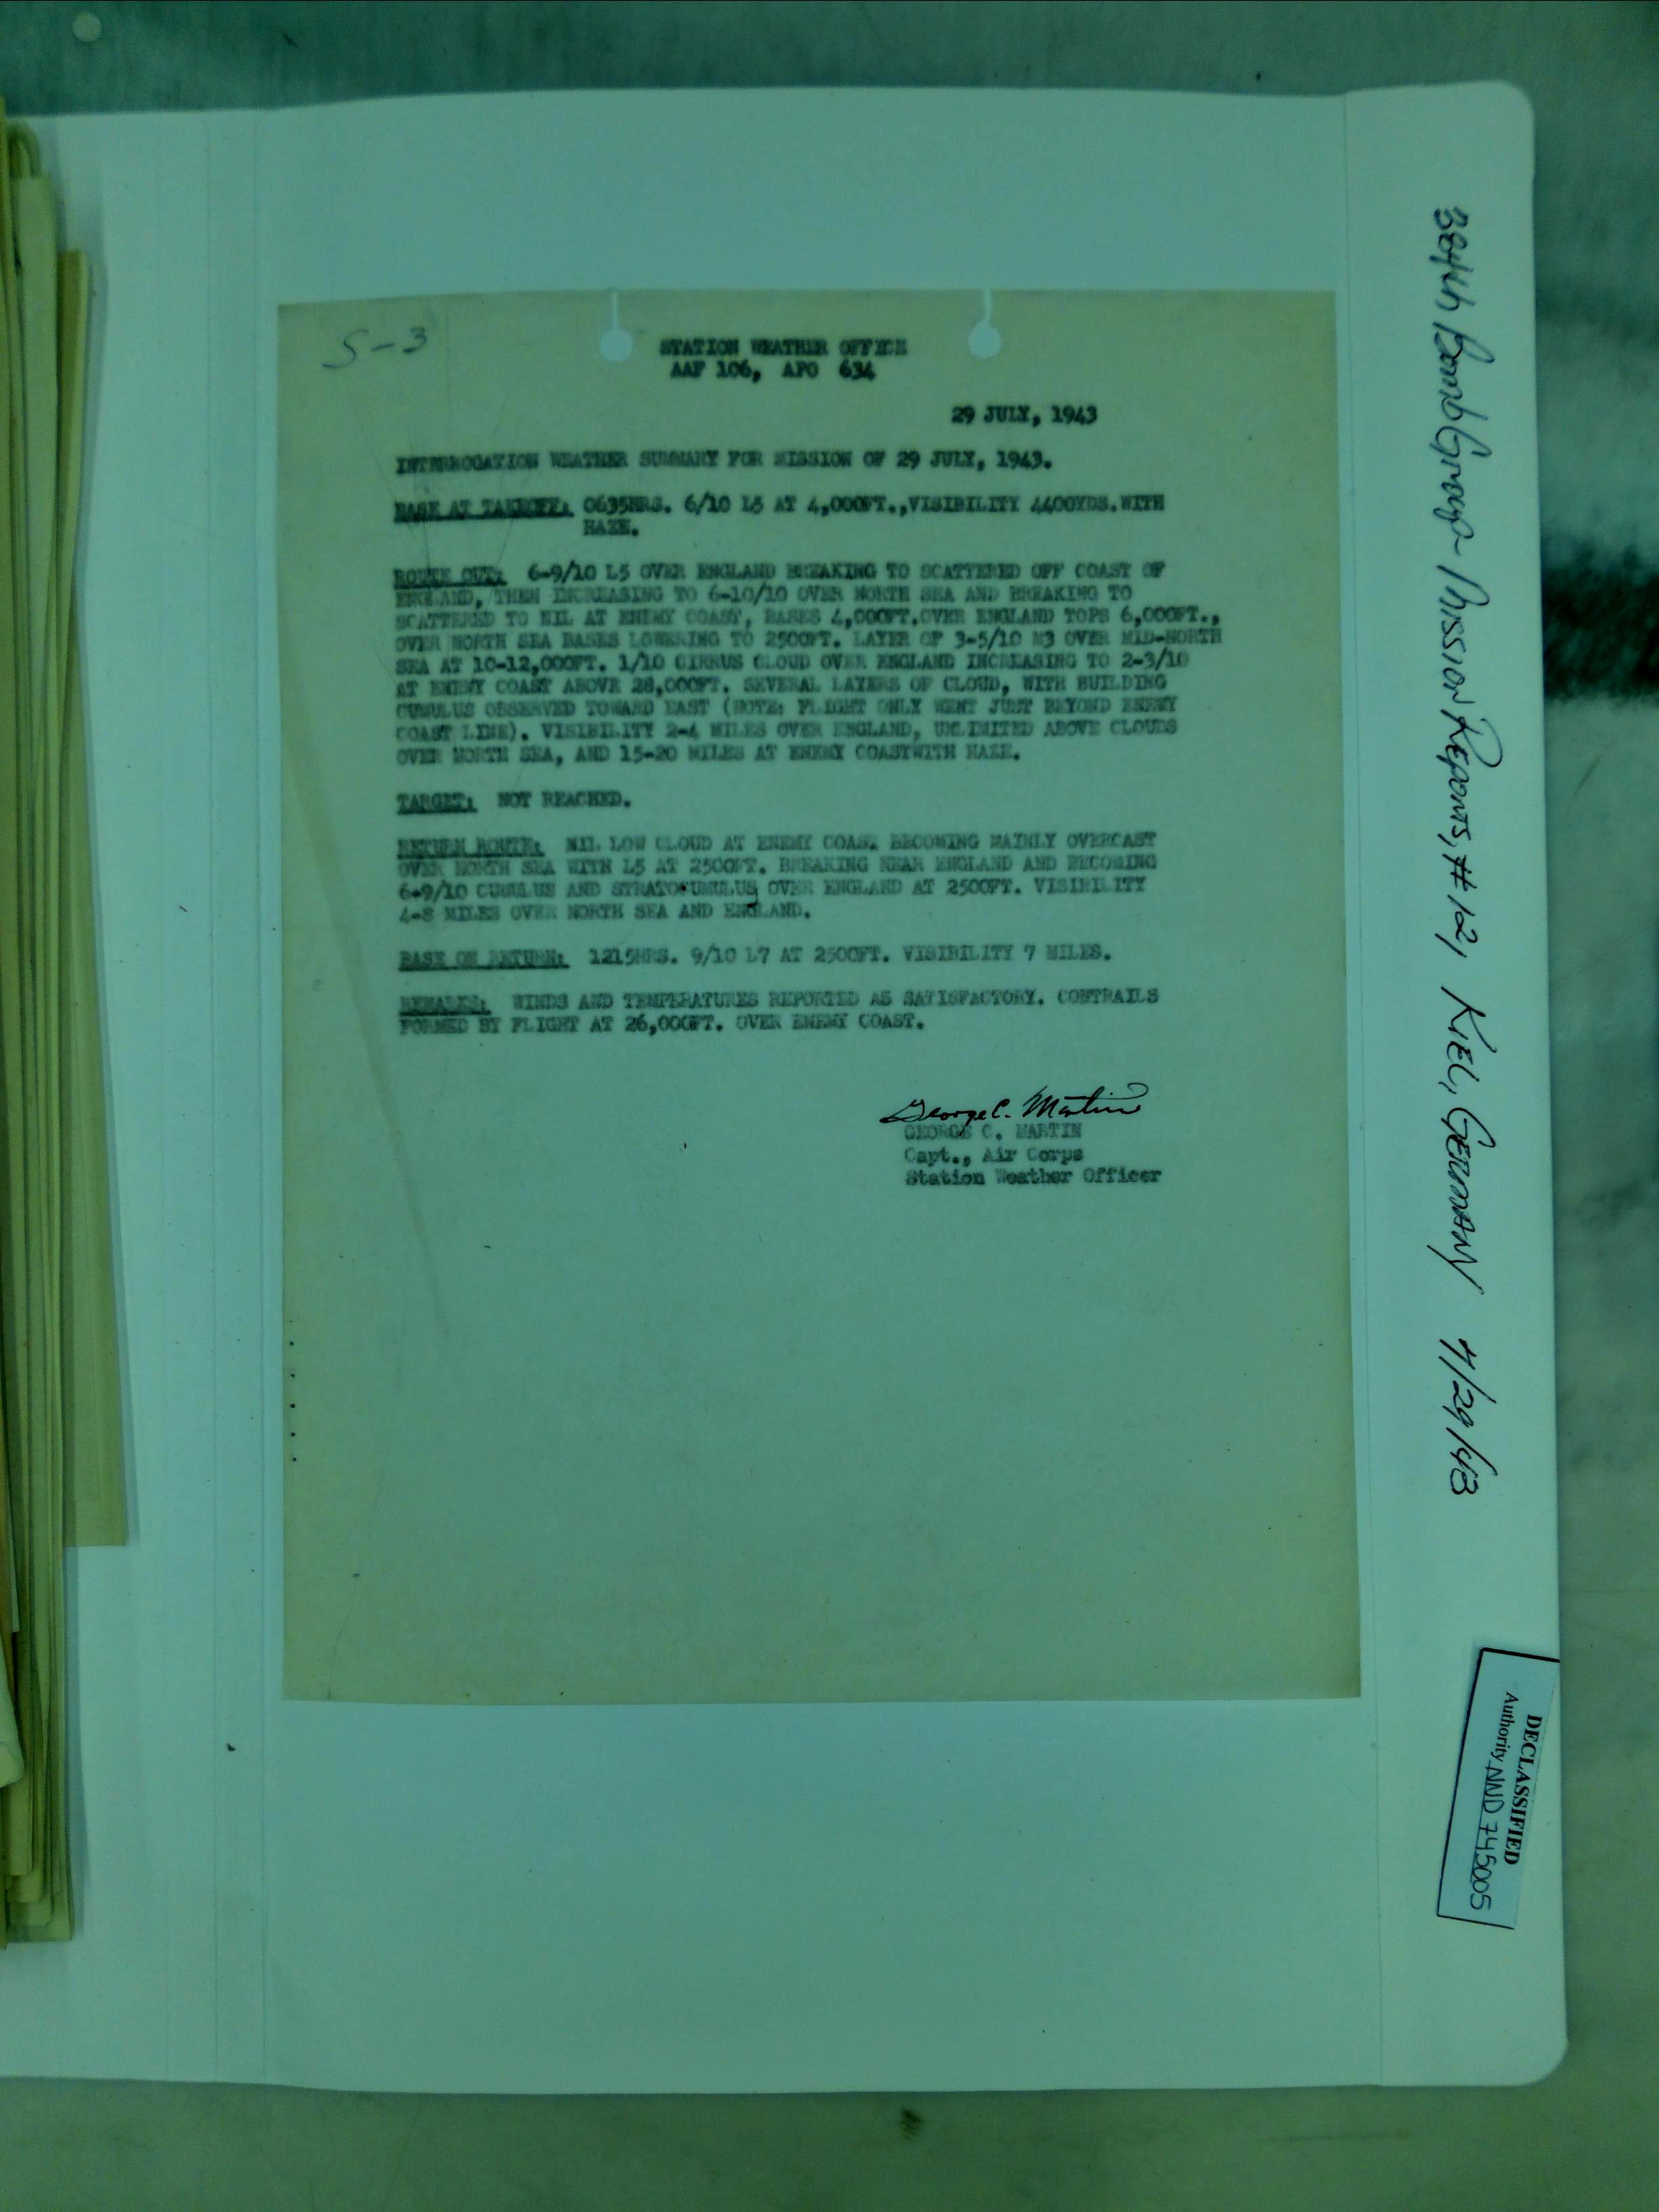 S-3
STATION WEATHER OFFICE
AAF 106, APO 634
29 JULY, 1943
INTERROGATION WEATHER SUMMARY FOR MISSION OF 29 JULY, 1943.
BASE AT TAKEOFF: 0635HRS. 6/10 L5 AT 4,000FT.,VISIBILITY 4400YDS.WITH
HAZE.
ROUTE OUT: 6-9/10 L5 OVER ENGLAND BREAKING TO SCATTERED OFF COAST OF
ENGLAND, THEN INCREASING TO 6-10/10 OVER NORTH SEA AND BREAKING TO
SCATTERED TO NIL AT ENEMY COAST, BASES 4,000FT.OVER ENGLAND TOPS 6,000FT.,
OVER NORTH SEA BASES LOWERING TO 2500FT. LAYER OF 3-5/10 M3 OVER MID-NORTH
SEA AT 10-12,000FT. 1/10 CIRRUS CLOUD OVER ENGLAND INCREASING TO 2-3/10
AT ENEMY COAST ABOVE 28,000FT. SEVERAL LAYERS OF CLOUD, WITH BUILDING
CUMULUS OBSERVED TOWARD EAST (NOTE: FLIGHT ONLY WENT JUST BEYOND ENEMY
COAST LINE). VISIBILITY 2-4 MILES OVER ENGLAND, UNLIMITED ABOVE CLOUDS
OVER NORTH SEA, AND 15-20 MILES AT ENEMY COASTWITH HAZE.
TARGET: NOT REACHED.
RETURN ROUTE: NIL LOW CLOUD AT ENEMY COAST BECOMING MAINLY OVERCAST
OVER NORTH SEA WITH L5 AT 2500FT. BREAKING NEAR ENGLAND AND BECOMING
6-9/10 CUMULUS AND STRATOCUMULUS OVER ENGLAND AT 2500FT. VISIBILITY
4-8 MILES OVER NORTH SEA AND ENGLAND.
BASE ON RETURN: 1215HRS. 9/10 L7 AT 2500FT. VISIBILITY 7 MILES.
REMARKS: WINDS AND TEMPERATURES REPORTED AS SATISFACTORY. CONTRAILS
FORMED BY FLIGHT AT 26,000FT. OVER ENEMY COAST.
George C. Martin
GEORGE C. MARTIN
Capt., Air Corps
Station Weather Officer
384th Bomb Group - Mission Reports, #12, KIEL, GERMANY 7/29/43
DECLASSIFIED
Authority NND 745005